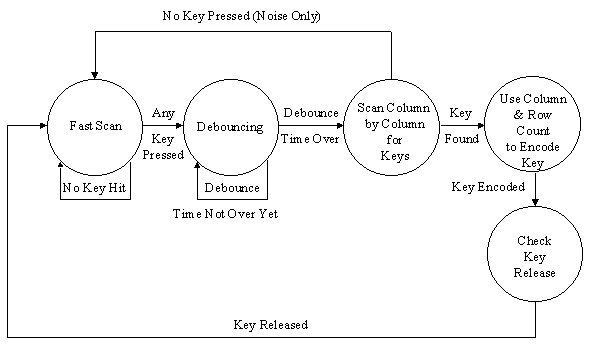 No Key Pressed (Noise Only)
Fast Scan
Any
Key
Pressed
No Key Hit
Debouncing
Debounce
Time Not Over Yet
Debounce
Time Over
Scan Column
by Column
for
Keys
Key
Found
Use Column
& Row
Count
to Encode
Key
Key Encoded
Check
Key
Release
Key Released